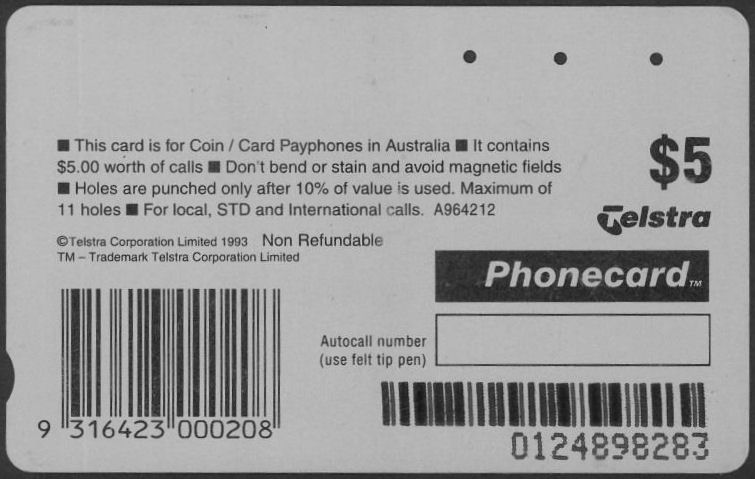 ■ This card is for Coin / Card Payphones in Australia ■ It contains
$5.00 worth of calls ■ Don't bend or stain and avoid magnetic fields
■ Holes are punched only after 10% of value is used. Maximum of
11 holes ■ For local, STD and International calls. A964212
$5
Telstra
©Telstra Corporation Limited 1993 Non Refundable
TM – Trademark Telstra Corporation Limited
Phonecard™
Autocall number
(use felt tip pen)
9 316423 000208
0124898283